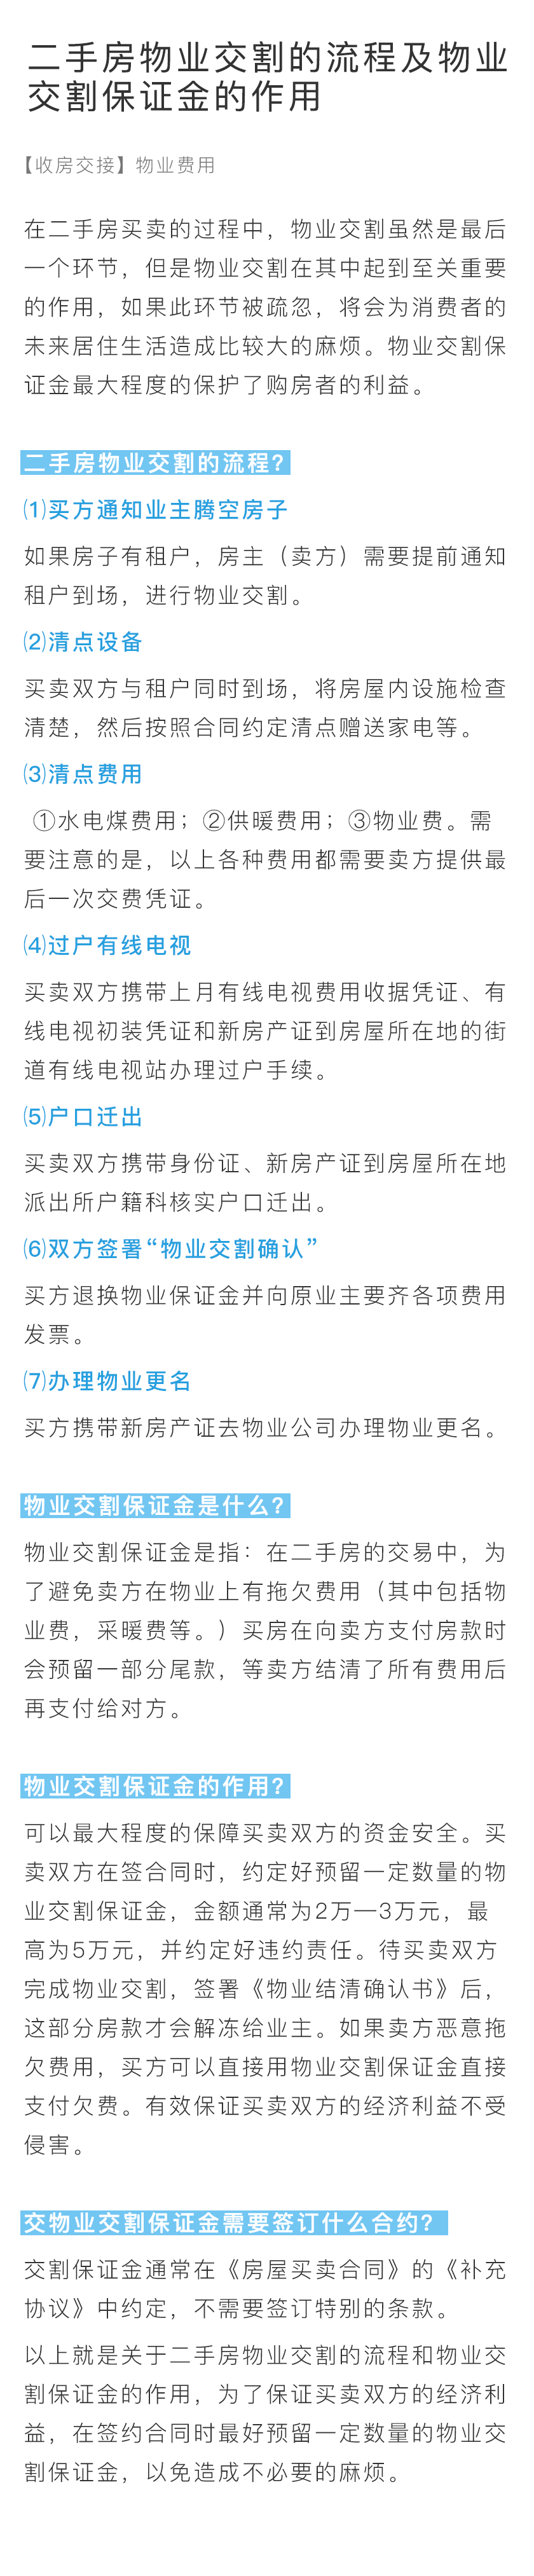 二手房物业交割的流程及物业
交割保证金的作用
【收房交接】物业费用
在二手房买卖的过程中，物业交割虽然是最后
一个环节，但是物业交割在其中起到至关重要
的作用，如果此环节被疏忽，将会为消费者的
未来居住生活造成比较大的麻烦。物业交割保
证金最大程度的保护了购房者的利益。
二手房物业交割的流程?
⑴买方通知业主腾空房子
如果房子有租户，房主（卖方）需要提前通知
租户到场，进行物业交割。
⑵清点设备
买卖双方与租户同时到场，将房屋内设施检查
清楚，然后按照合同约定清点赠送家电等。
⑶清点费用
①水电煤费用；②供暖费用；③物业费。需
要注意的是，以上各种费用都需要卖方提供最
后一次交费凭证。
⑷过户有线电视
买卖双方携带上月有线电视费用收据凭证、有
线电视初装凭证和新房产证到房屋所在地的街
道有线电视站办理过户手续。
⑸户口迁出
买卖双方携带身份证、新房产证到房屋所在地
派出所户籍科核实户口迁出。
⑹双方签署“物业交割确认”
买方退换物业保证金并向原业主要齐各项费用
发票。
⑺办理物业更名
买方携带新房产证去物业公司办理物业更名。
物业交割保证金是什么?
物业交割保证金是指：在二手房的交易中，为
了避免卖方在物业上有拖欠费用（其中包括物
业费，采暖费等。）买房在向卖方支付房款时
会预留一部分尾款，等卖方结清了所有费用后
再支付给对方。
物业交割保证金的作用?
可以最大程度的保障买卖双方的资金安全。买
卖双方在签合同时，约定好预留一定数量的物
业交割保证金，金额通常为2万—3万元，最
高为5万元，并约定好违约责任。待买卖双方
完成物业交割，签署《物业结清确认书》后，
这部分房款才会解冻给业主。如果卖方恶意拖
欠费用，买方可以直接用物业交割保证金直接
支付欠费。有效保证买卖双方的经济利益不受
侵害。
交物业交割保证金需要签订什么合约？
交割保证金通常在《房屋买卖合同》的《补充
协议》中约定，不需要签订特别的条款。
以上就是关于二手房物业交割的流程和物业交
割保证金的作用，为了保证买卖双方的经济利
益，在签约合同时最好预留一定数量的物业交
割保证金，以免造成不必要的麻烦。